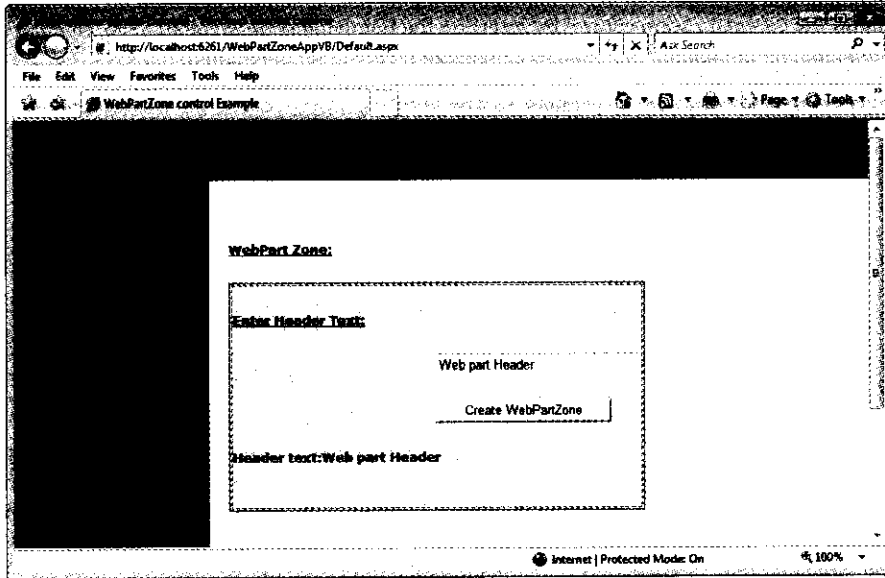 http://localhost:6261/WebPartZoneAppVB/Default.aspx
Ask Search
File Edit View Favorites Tools Help
WebPartZone control Example
Page Tools
WebPart Zone:
Enter Header Text:
Web part Header
Create WebPartZone
Header text:Web part Header
Internet | Protected Mode: On
100%